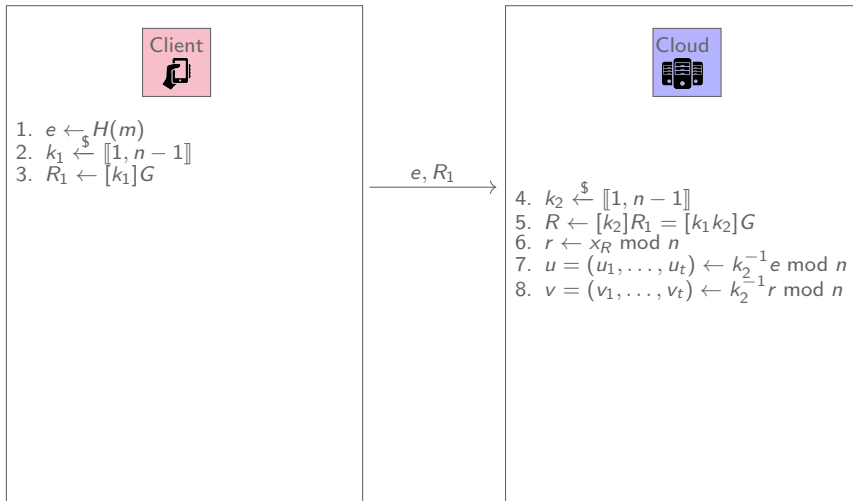 Client
1. e ← H(m)
2. k₁ ←$ ⟦1, n − 1⟧
3. R₁ ← [k₁]G
e, R₁
Cloud
4. k₂ ←$ ⟦1, n − 1⟧
5. R ← [k₂]R₁ = [k₁k₂]G
6. r ← x_R mod n
7. u = (u₁, . . . , u_t) ← k₂⁻¹e mod n
8. v = (v₁, . . . , v_t) ← k₂⁻¹r mod n